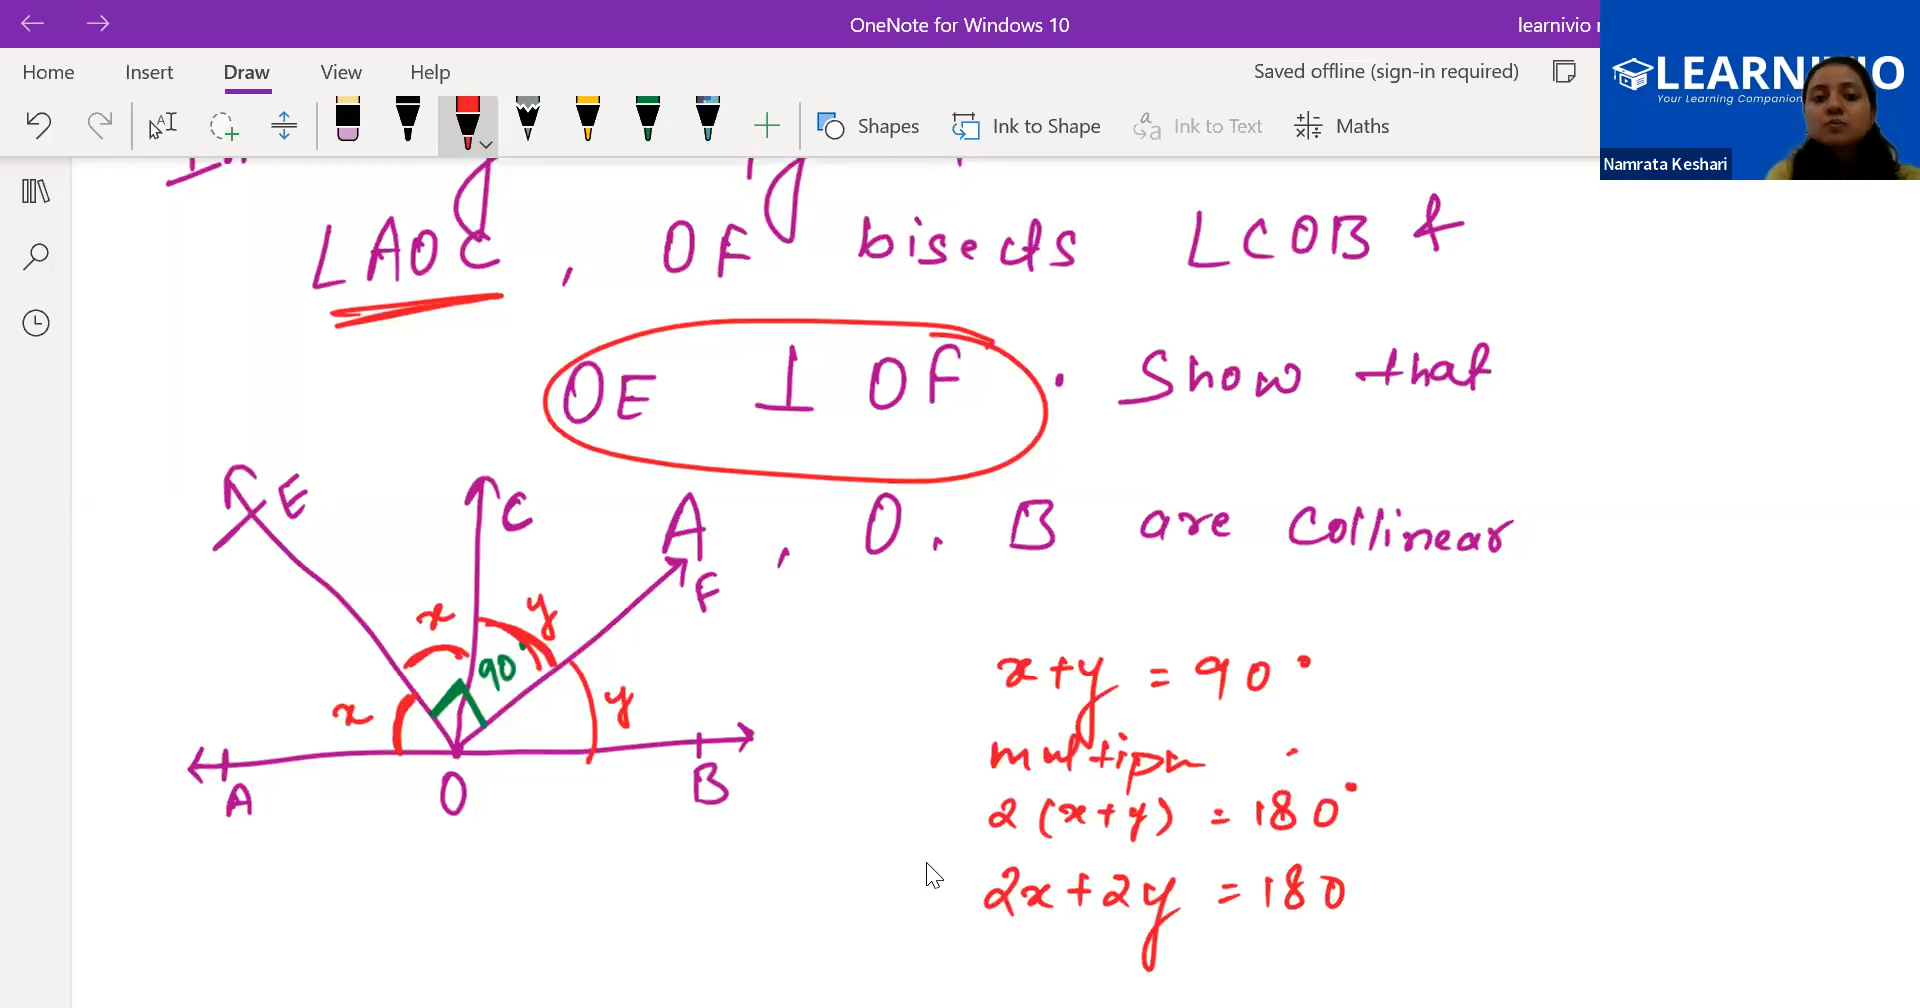 OneNote for Windows 10
learnivio
Home Insert Draw View Help
Saved offline (sign-in required)
Shapes Ink to Shape Ink to Text Maths
LEARNIVIO
Your Learning Companion
Namrata Keshari
∠AOC, OF bisects ∠COB &
OE ⊥ OF. Show that
A, O, B are collinear
E C F
x y
90°
x y
A O B
x+y = 90°
2(x+y) = 180°
2x+2y = 180